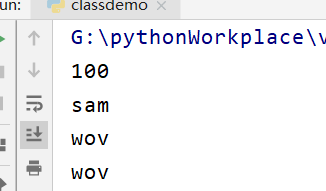 un: classdemo ×
G:\pythonWorkplace\v
100
sam
wov
wov